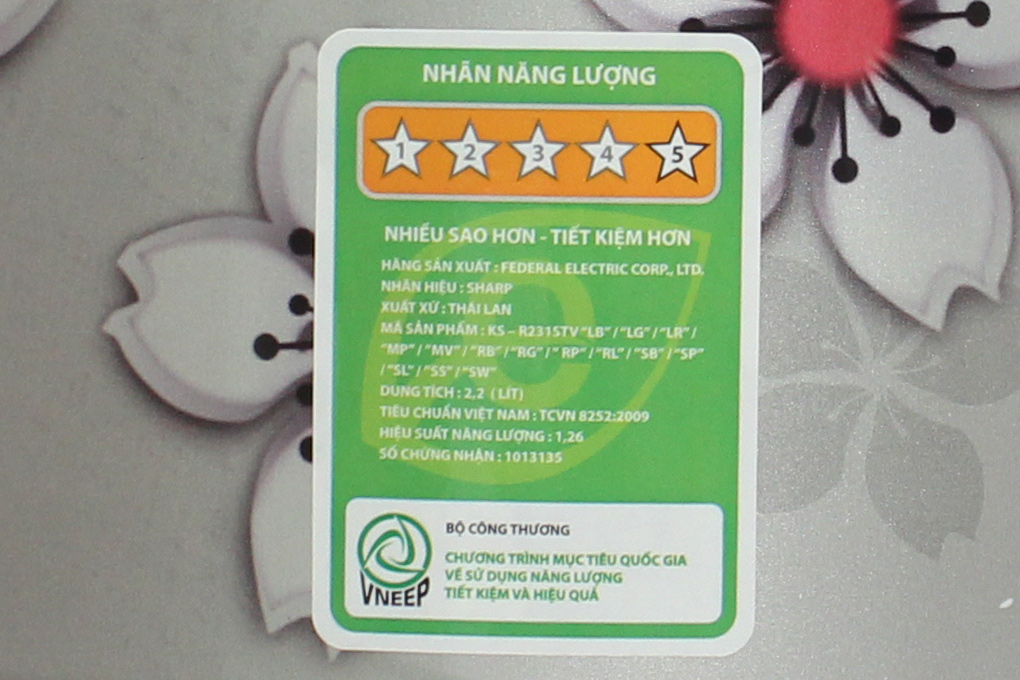 NHÃN NĂNG LƯỢNG
1 2 3 4 5
NHIỀU SAO HƠN - TIẾT KIỆM HƠN
HÃNG SẢN XUẤT : FEDERAL ELECTRIC CORP., LTD.
NHÃN HIỆU : SHARP
XUẤT XỨ : THÁI LAN
MÃ SẢN PHẨM : KS – R231STV "LB" / "LG" / "LR" /
"MP" / "MV" / "RB" / "RG" / " RP" / "RL" / "SB" / "SP"
/ "SL" / "SS" / "SW"
DUNG TÍCH : 2,2 ( LÍT)
TIÊU CHUẨN VIỆT NAM : TCVN 8252:2009
HIỆU SUẤT NĂNG LƯỢNG : 1,26
SỐ CHỨNG NHẬN : 1013135
BỘ CÔNG THƯƠNG
CHƯƠNG TRÌNH MỤC TIÊU QUỐC GIA
VỀ SỬ DỤNG NĂNG LƯỢNG
TIẾT KIỆM VÀ HIỆU QUẢ
VNEEP